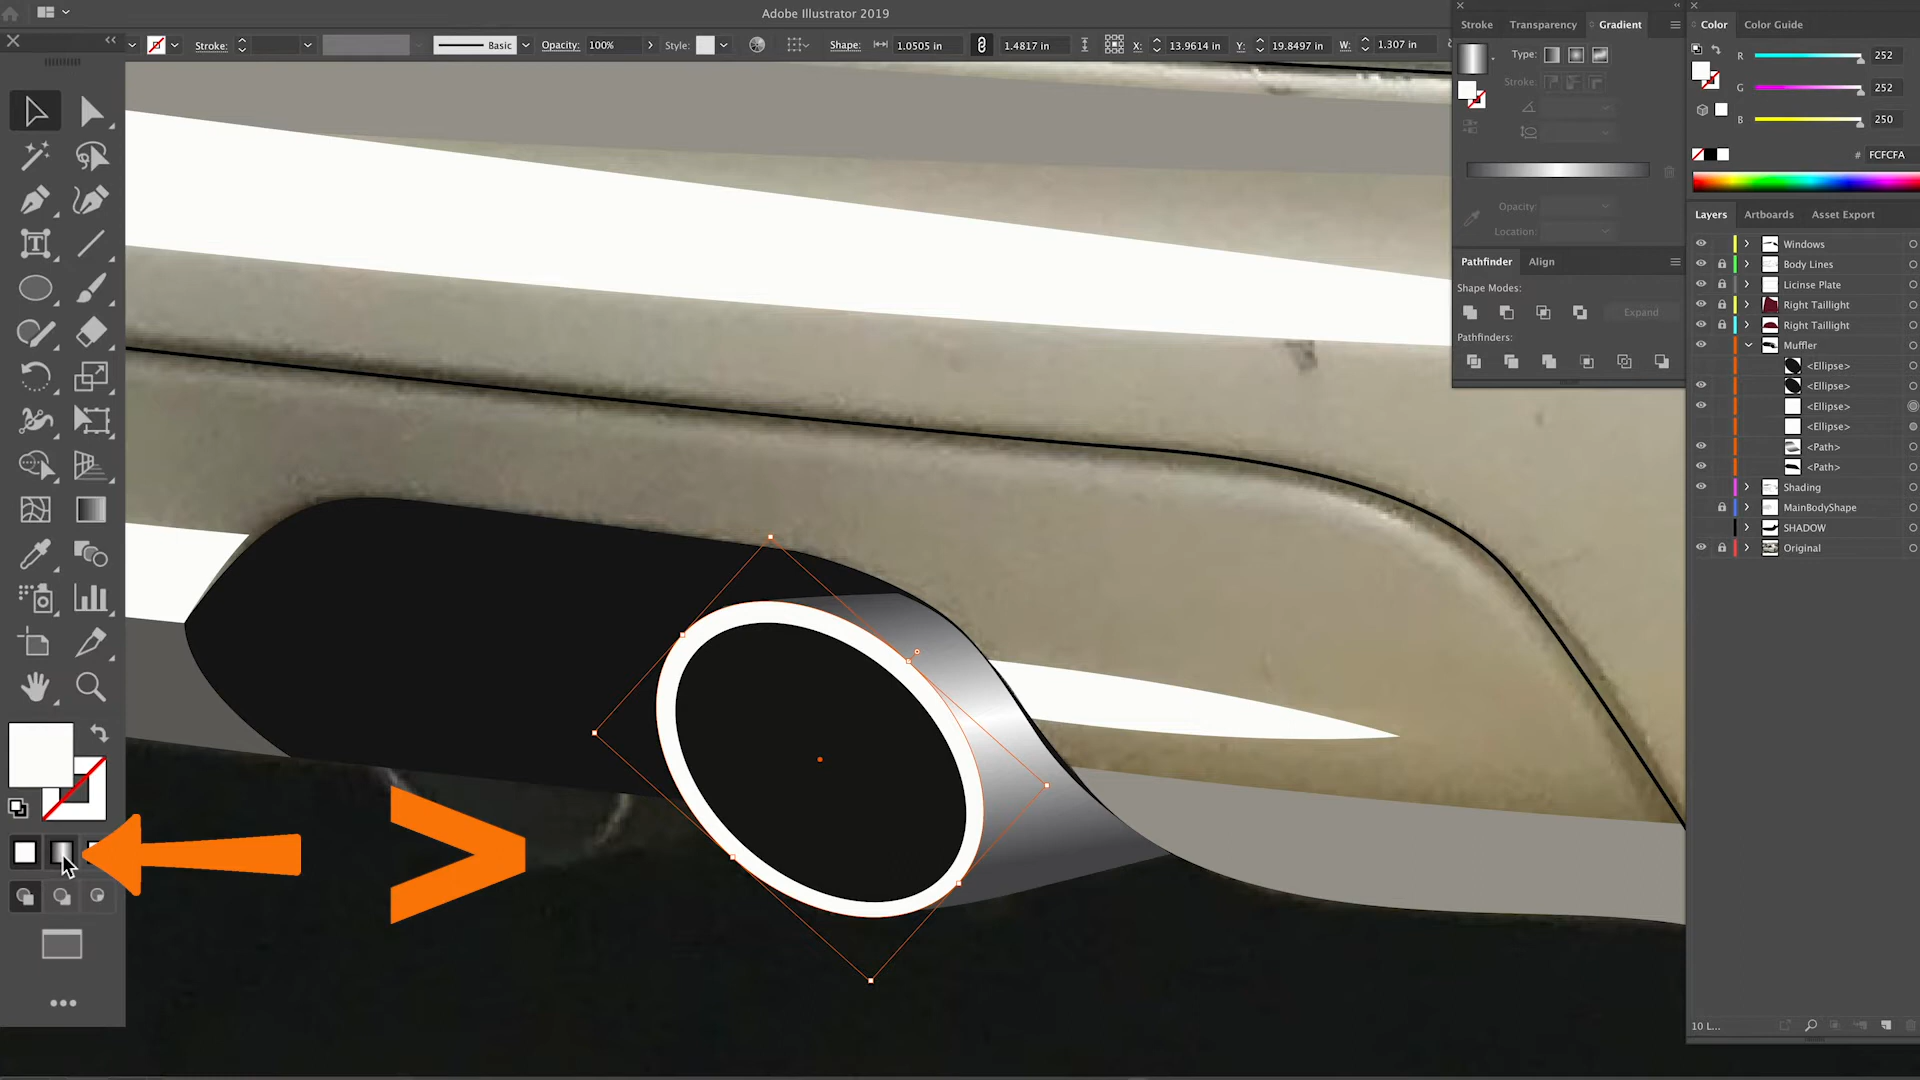 Adobe Illustrator 2019
Stroke:
Basic
Opacity:
100%
Style:
Shape:
1.0505 in
1.4817 in
X:
13.9614 in
Y:
19.8497 in
W:
1.307 in
Stroke
Transparency
Gradient
Type:
Stroke:
Opacity:
Location:
Pathfinder
Align
Shape Modes:
Expand
Pathfinders:
Color
Color Guide
R
252
G
252
B
250
#
FCFCFA
Layers
Artboards
Asset Export
Windows
Body Lines
Licinse Plate
Right Taillight
Right Taillight
Muffler
<Ellipse>
<Ellipse>
<Ellipse>
<Ellipse>
<Path>
<Path>
Shading
MainBodyShape
SHADOW
Original
10 L...